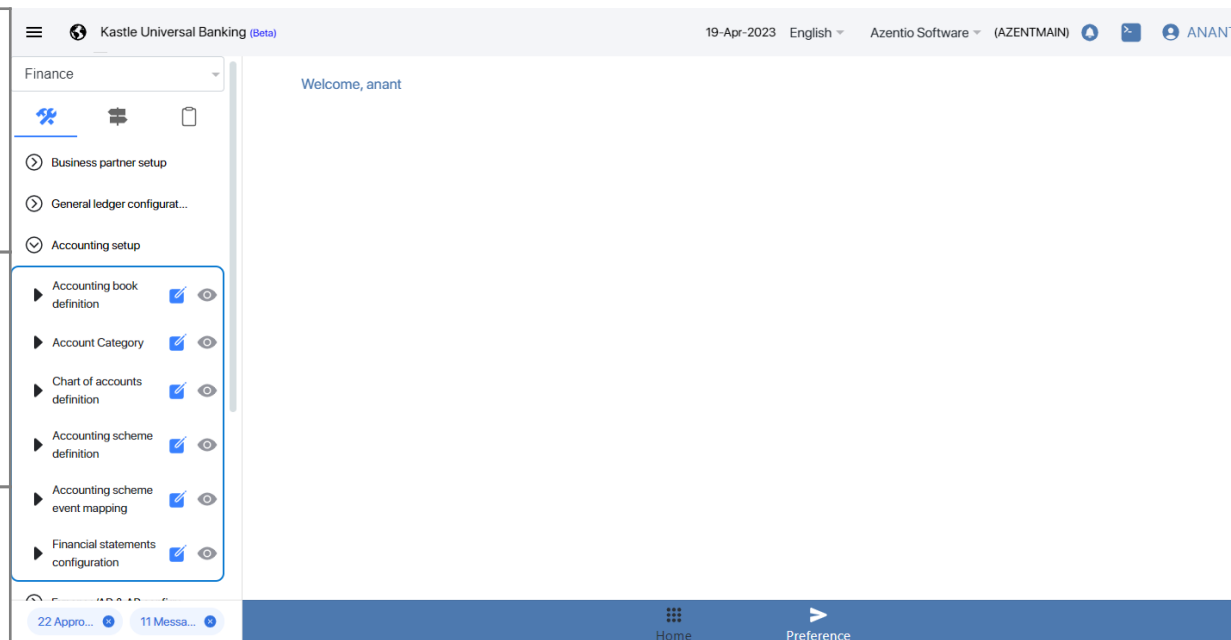 Kastle Universal Banking (Beta)
19-Apr-2023 English Azentio Software (AZENTMAIN) ANANT
Finance
Welcome, anant
Business partner setup
General ledger configurat...
Accounting setup
Accounting book
definition
Account Category
Chart of accounts
definition
Accounting scheme
definition
Accounting scheme
event mapping
Financial statements
configuration
22 Appro... 11 Messa...
Home Preference